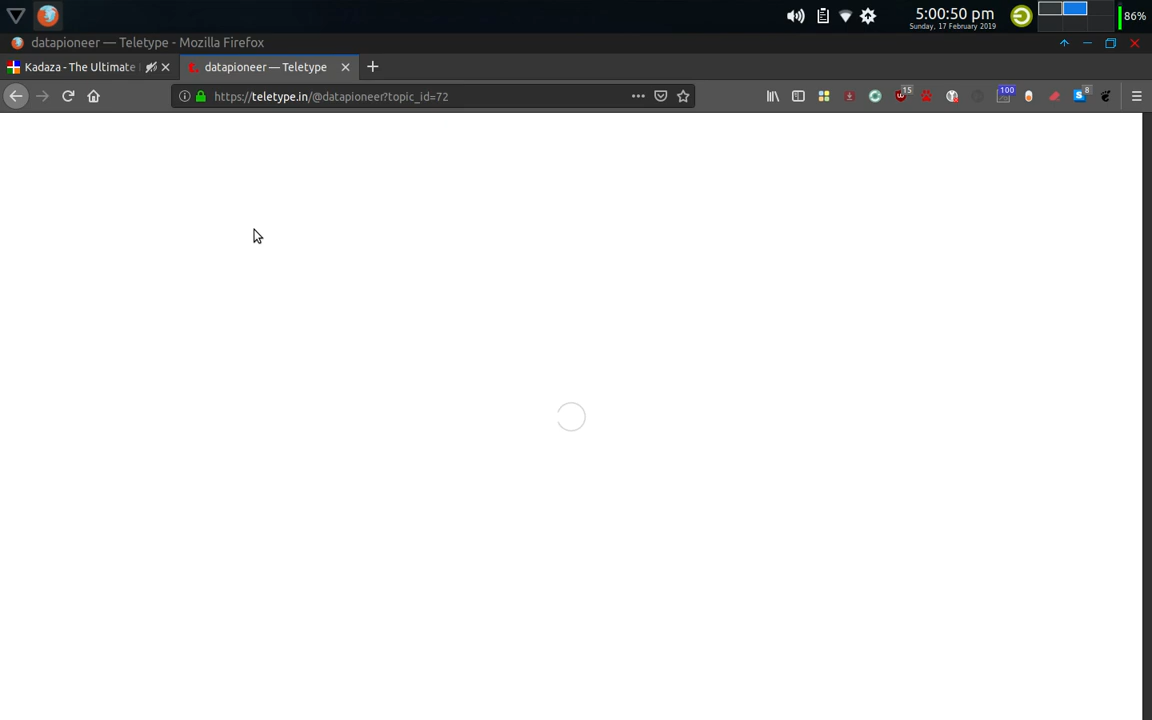 5:00:50 pm
Sunday, 17 February 2019
86%
datapioneer — Teletype - Mozilla Firefox
Kadaza - The Ultimate
datapioneer — Teletype
https://teletype.in/@datapioneer?topic_id=72
15
100
8